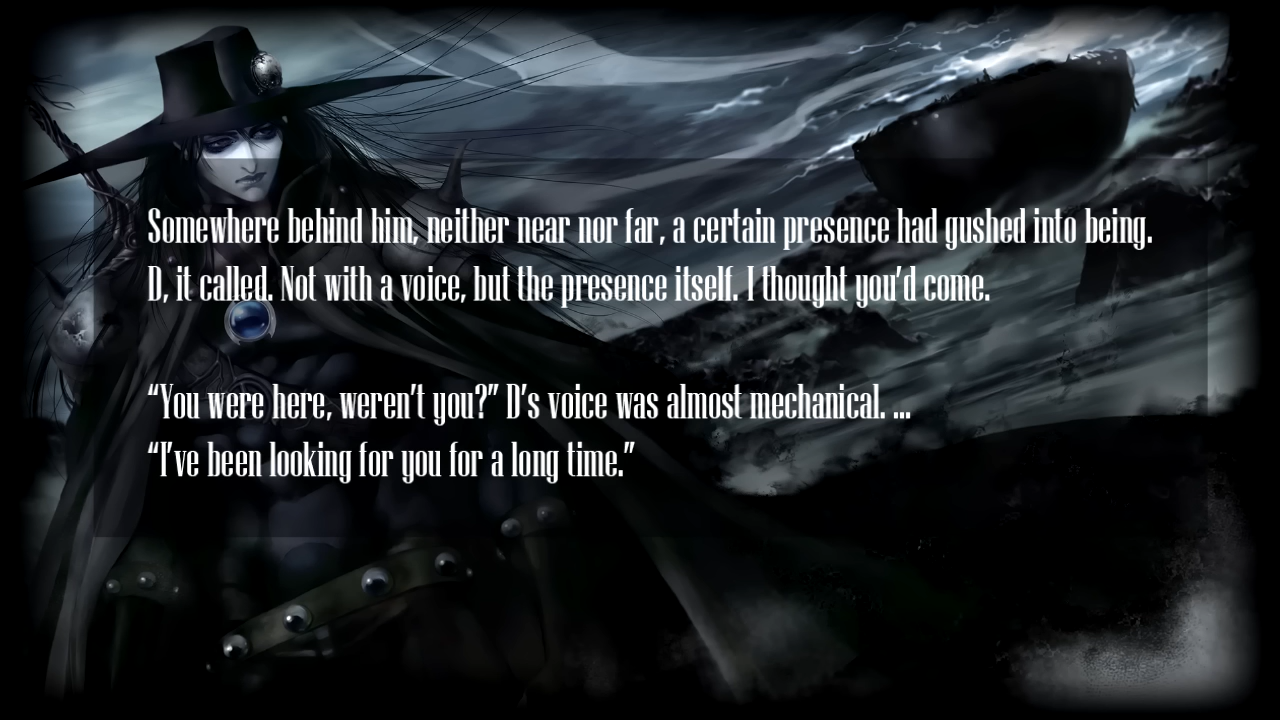 Somewhere behind him, neither near nor far, a certain presence had gushed into being.
D, it called. Not with a voice, but the presence itself. I thought you’d come.
“You were here, weren’t you?” D’s voice was almost mechanical. ...
“I’ve been looking for you for a long time.”